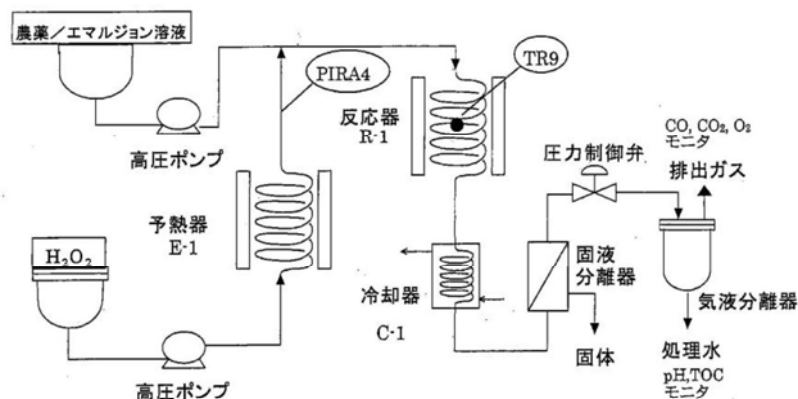 農薬／エマルジョン溶液
高圧ポンプ
PIRA4
TR9
反応器
R-1
予熱器
E-1
H₂O₂
高圧ポンプ
冷却器
C-1
固液
分離器
固体
圧力制御弁
CO, CO₂, O₂
モニタ
排出ガス
気液分離器
処理水
pH,TOC
モニタ